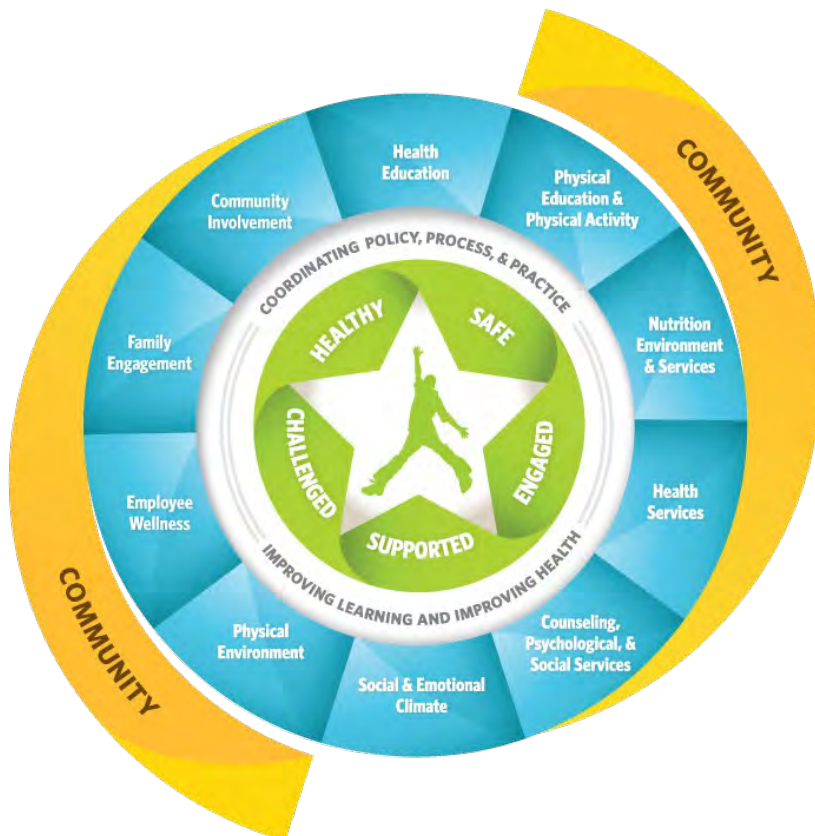 COMMUNITY
Health
Education
Physical
Education &
Physical Activity
Nutrition
Environment
& Services
Health
Services
Counseling,
Psychological, &
Social Services
Social & Emotional
Climate
Physical
Environment
Employee
Wellness
Family
Engagement
Community
Involvement
COORDINATING POLICY, PROCESS, & PRACTICE
IMPROVING LEARNING AND IMPROVING HEALTH
HEALTHY
SAFE
ENGAGED
SUPPORTED
CHALLENGED
COMMUNITY